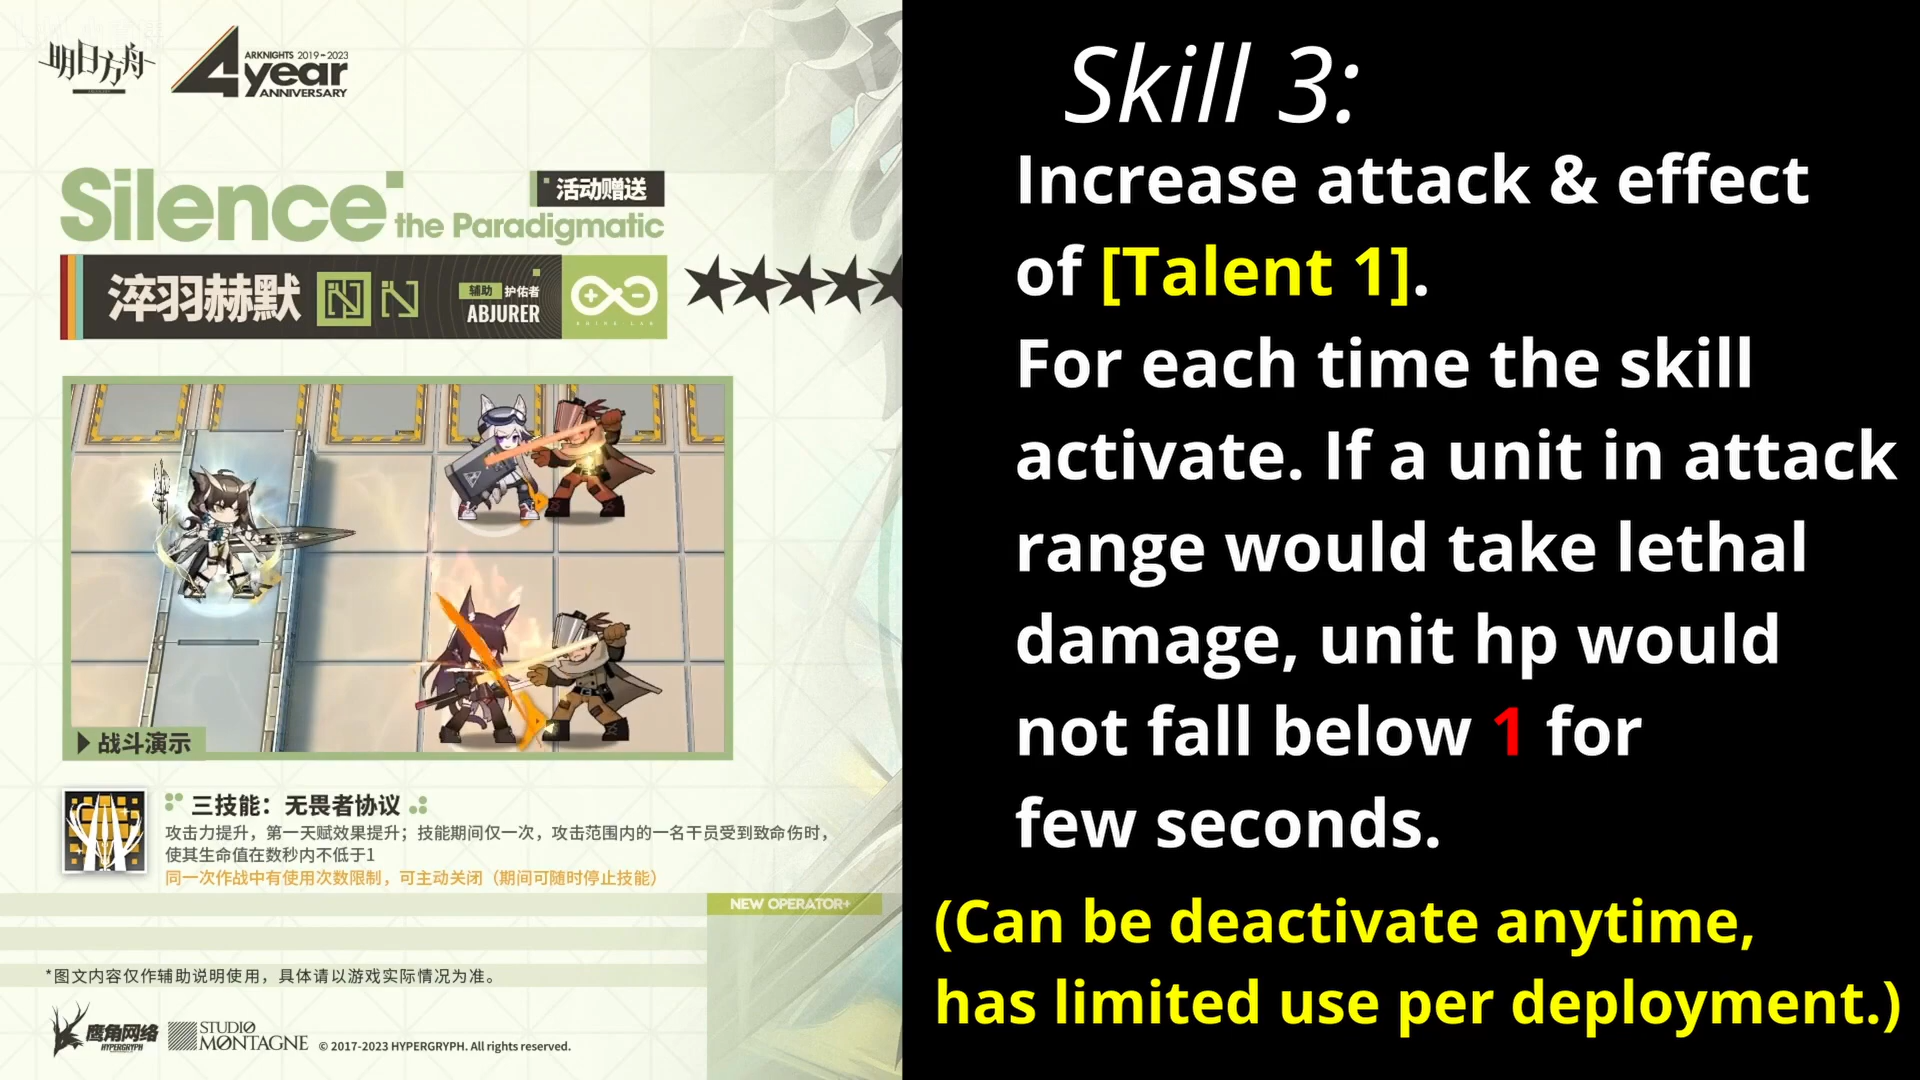 明日方舟
ARKNIGHTS 2019-2023
4 year
ANNIVERSARY
Silence
the Paradigmatic
活动赠送
淬羽赫默
辅助 护佑者
ABJURER
战斗演示
三技能：无畏者协议
攻击力提升，第一天赋效果提升；技能期间仅一次，攻击范围内的一名干员受到致命伤时，
使其生命值在数秒内不低于1
同一次作战中有使用次数限制，可主动关闭（期间可随时停止技能）
NEW OPERATOR+
*图文内容仅作辅助说明使用，具体请以游戏实际情况为准。
鹰角网络
HYPERGRYPH
STUDIO
MØNTAGNE
© 2017-2023 HYPERGRYPH. All rights reserved.
Skill 3:
Increase attack & effect
of [Talent 1].
For each time the skill
activate. If a unit in attack
range would take lethal
damage, unit hp would
not fall below 1 for
few seconds.
(Can be deactivate anytime,
has limited use per deployment.)